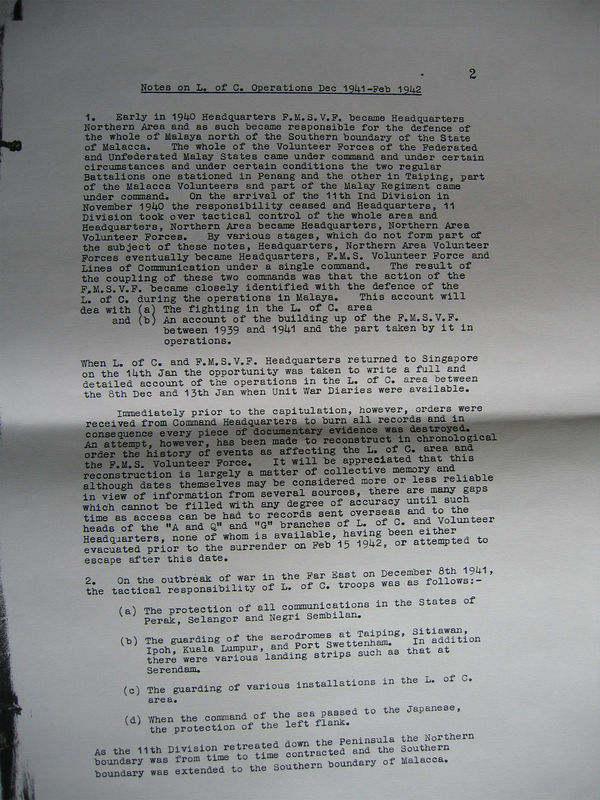 2
Notes on L. of C. Operations Dec 1941-Feb 1942
1. Early in 1940 Headquarters F.M.S.V.F. became Headquarters
Northern Area and as such became responsible for the defence of
the whole of Malaya north of the Southern boundary of the State
of Malacca. The whole of the Volunteer Forces of the Federated
and Unfederated Malay States came under command and under certain
circumstances and under certain conditions the two regular
Battalions one stationed in Penang and the other in Taiping, part
of the Malacca Volunteers and part of the Malay Regiment came
under command. On the arrival of the 11th Ind Division in
November 1940 the responsibility ceased and Headquarters, 11
Division took over tactical control of the whole area and
Headquarters, Northern Area became Headquarters, Northern Area
Volunteer Forces. By various stages, which do not form part of
the subject of these notes, Headquarters, Northern Area Volunteer
Forces eventually became Headquarters, F.M.S. Volunteer Force and
Lines of Communication under a single command. The result of
the coupling of these two commands was that the action of the
F.M.S.V.F. became closely identified with the defence of the
L. of C. during the operations in Malaya. This account will
dea with (a) The fighting in the L. of C. area
and (b) An account of the building up of the F.M.S.V.F.
between 1939 and 1941 and the part taken by it in
operations.
When L. of C. and F.M.S.V.F. Headquarters returned to Singapore
on the 14th Jan the opportunity was taken to write a full and
detailed account of the operations in the L. of C. area between
the 8th Dec and 13th Jan when Unit War Diaries were available.
Immediately prior to the capitulation, however, orders were
received from Command Headquarters to burn all records and in
consequence every piece of documentary evidence was destroyed.
An attempt, however, has been made to reconstruct in chronological
order the history of events as affecting the L. of C. area and
the F.M.S. Volunteer Force. It will be appreciated that this
reconstruction is largely a matter of collective memory and
although dates themselves may be considered more or less reliable
in view of information from several sources, there are many gaps
which cannot be filled with any degree of accuracy until such
time as access can be had to records sent overseas and to the
heads of the "A and Q" and "G" branches of L. of C. and Volunteer
Headquarters, none of whom is available, having been either
evacuated prior to the surrender on Feb 15 1942, or attempted to
escape after this date.
2. On the outbreak of war in the Far East on December 8th 1941,
the tactical responsibility of L. of C. troops was as follows:-
(a) The protection of all communications in the States of
Perak, Selangor and Negri Sembilan.
(b) The guarding of the aerodromes at Taiping, Sitiawan,
Ipoh, Kuala Lumpur, and Port Swettenham. In addition
there were various landing strips such as that at
Serendam.
(c) The guarding of various installations in the L. of C.
area.
(d) When the command of the sea passed to the Japanese,
the protection of the left flank.
As the 11th Division retreated down the Peninsula the Northern
boundary was from time to time contracted and the Southern
boundary was extended to the Southern boundary of Malacca.